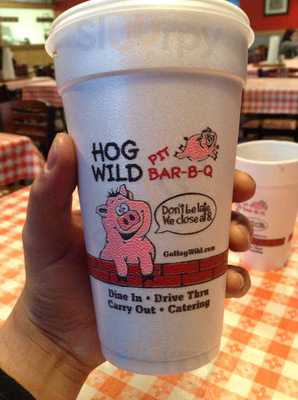 HOG
WILD
PIT
BAR-B-Q
Don't be late,
We close at 8.
GoHogWild.com
Dine In • Drive Thru
Carry Out • Catering
BAR-B-Q